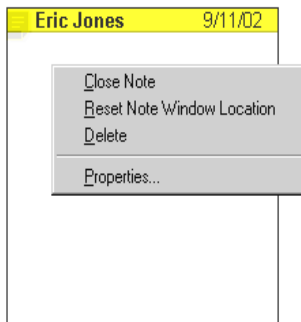 Eric Jones 9/11/02
Close Note
Reset Note Window Location
Delete
Properties...